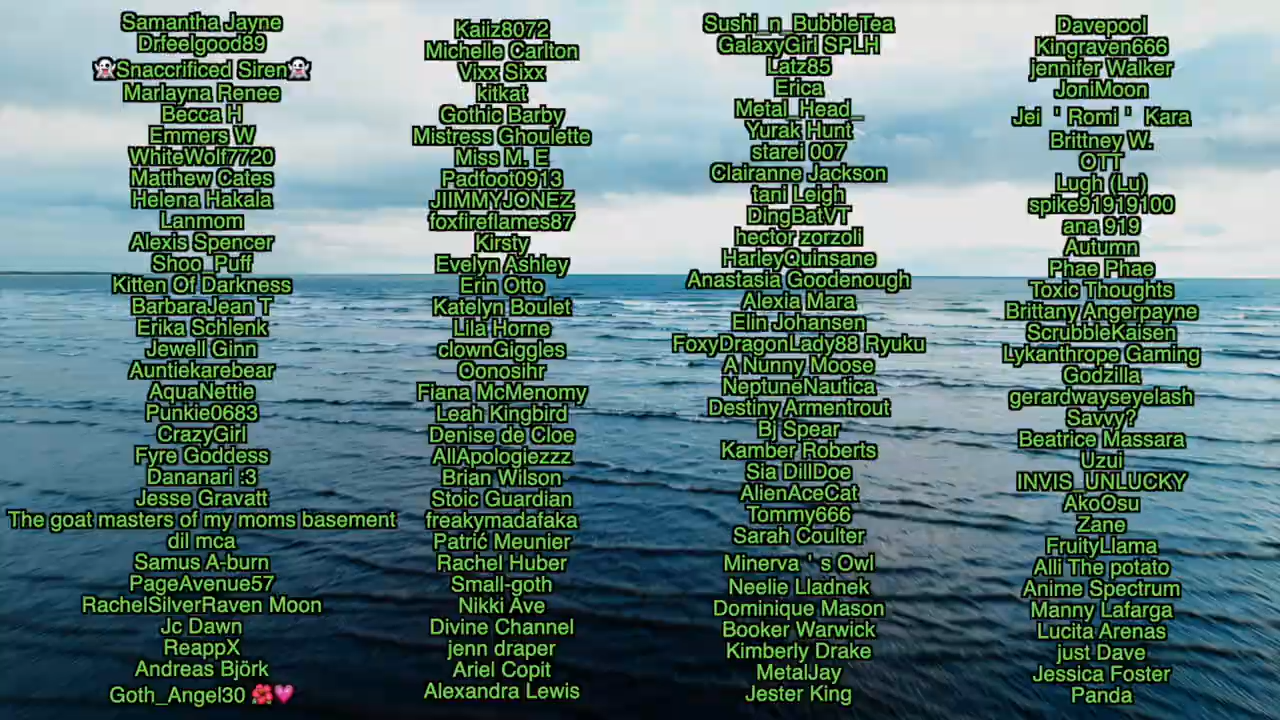 Samantha Jayne
Drfeelgood89
👻Snaccrificed Siren👻
Marlayna Renee
Becca H
Emmers W
WhiteWolf7720
Matthew Cates
Helena Hakala
Lanmom
Alexis Spencer
Shoo_Puff
Kitten Of Darkness
BarbaraJean T
Erika Schlenk
Jewell Ginn
Auntiekarebear
AquaNettie
Punkie0683
CrazyGirl
Fyre Goddess
Dananari :3
Jesse Gravatt
The goat masters of my moms basement
dil mca
Samus A-burn
PageAvenue57
RachelSilverRaven Moon
Jc Dawn
ReappX
Andreas Björk
Goth_Angel30 🌺💗
Kaiiz8072
Michelle Carlton
Vixx Sixx
kitkat
Gothic Barby
Mistress Ghoulette
Miss M. E
Padfoot0913
JIIMMYJONEZ
foxfireflames87
Kirsty
Evelyn Ashley
Erin Otto
Katelyn Boulet
Lila Horne
clownGiggles
Oonosihr
Fiana McMenomy
Leah Kingbird
Denise de Cloe
AllApologiezzz
Brian Wilson
Stoic Guardian
freakymadafaka
Patrić Meunier
Rachel Huber
Small-goth
Nikki Ave
Divine Channel
jenn draper
Ariel Copit
Alexandra Lewis
Sushi_n_BubbleTea
GalaxyGirl SPLH
Latz85
Erica
Metal_Head_
Yurak Hunt
starei 007
Clairanne Jackson
tani Leigh
DingBatVT
hector zorzoli
HarleyQuinsane
Anastasia Goodenough
Alexia Mara
Elin Johansen
FoxyDragonLady88 Ryuku
A Nunny Moose
NeptuneNautica
Destiny Armentrout
Bj Spear
Kamber Roberts
Sia DillDoe
AlienAceCat
Tommy666
Sarah Coulter
Minerva ＇s Owl
Neelie Lladnek
Dominique Mason
Booker Warwick
Kimberly Drake
MetalJay
Jester King
Davepool
Kingraven666
jennifer Walker
JoniMoon
Jei ＇Romi＇ Kara
Brittney W.
OTT
Lugh (Lu)
spike91919100
ana 919
Autumn
Phae Phae
Toxic Thoughts
Brittany Angerpayne
ScrubbleKaisen
Lykanthrope Gaming
Godzilla
gerardwayseyelash
Savvy?
Beatrice Massara
Uzui
INVIS_UNLUCKY
AkoOsu
Zane
FruityLlama
Alli The potato
Anime Spectrum
Manny Lafarga
Lucita Arenas
just Dave
Jessica Foster
Panda